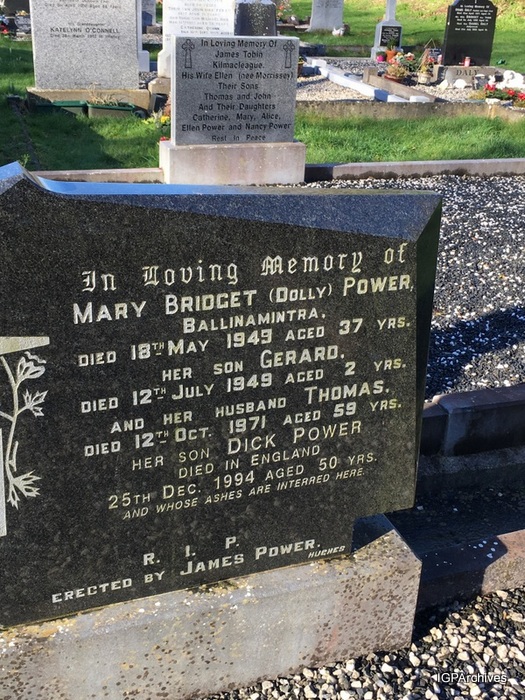 KATELYNN O'CONNELL
In Loving Memory Of
James Tobin
Kilmacleague.
His Wife Ellen (nee Morrissey)
Their Sons
Thomas and John
And Their Daughters
Catherine, Mary, Alice,
Ellen Power and Nancy Power
Rest In Peace
DALY
In Loving Memory of
MARY BRIDGET (DOLLY) POWER,
BALLINAMINTRA,
DIED 18TH MAY 1949 AGED 37 YRS.
HER SON GERARD.
DIED 12TH JULY 1949 AGED 2 YRS.
AND HER HUSBAND THOMAS.
DIED 12TH OCT. 1971 AGED 59 YRS.
HER SON DICK POWER
DIED IN ENGLAND
25TH DEC. 1994 AGED 50 YRS.
AND WHOSE ASHES ARE INTERRED HERE.
R. I. P.
ERECTED BY JAMES POWER.
HUGHES
IGPArchives